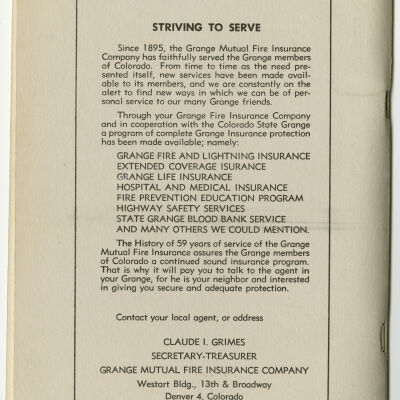 STRIVING TO SERVE
Since 1895, the Grange Mutual Fire Insurance
Company has faithfully served the Grange members
of Colorado. From time to time as the need pre-
sented itself, new services have been made avail-
able to its members, and we are constantly on the
alert to find new ways in which we can be of per-
sonal service to our many Grange friends.
Through your Grange Fire Insurance Company
and in cooperation with the Colorado State Grange
a program of complete Grange Insurance protection
has been made available; namely:
GRANGE FIRE AND LIGHTNING INSURANCE
EXTENDED COVERAGE ISURANCE
GRANGE LIFE INSURANCE
HOSPITAL AND MEDICAL INSURANCE
FIRE PREVENTION EDUCATION PROGRAM
HIGHWAY SAFETY SERVICES
STATE GRANGE BLOOD BANK SERVICE
AND MANY OTHERS WE COULD MENTION.
The History of 59 years of service of the Grange
Mutual Fire Insurance assures the Grange members
of Colorado a continued sound insurance program.
That is why it will pay you to talk to the agent in
your Grange, for he is your neighbor and interested
in giving you secure and adequate protection.
Contact your local agent, or address
CLAUDE I. GRIMES
SECRETARY-TREASURER
GRANGE MUTUAL FIRE INSURANCE COMPANY
Westart Bldg., 13th & Broadway
Denver 4, Colorado